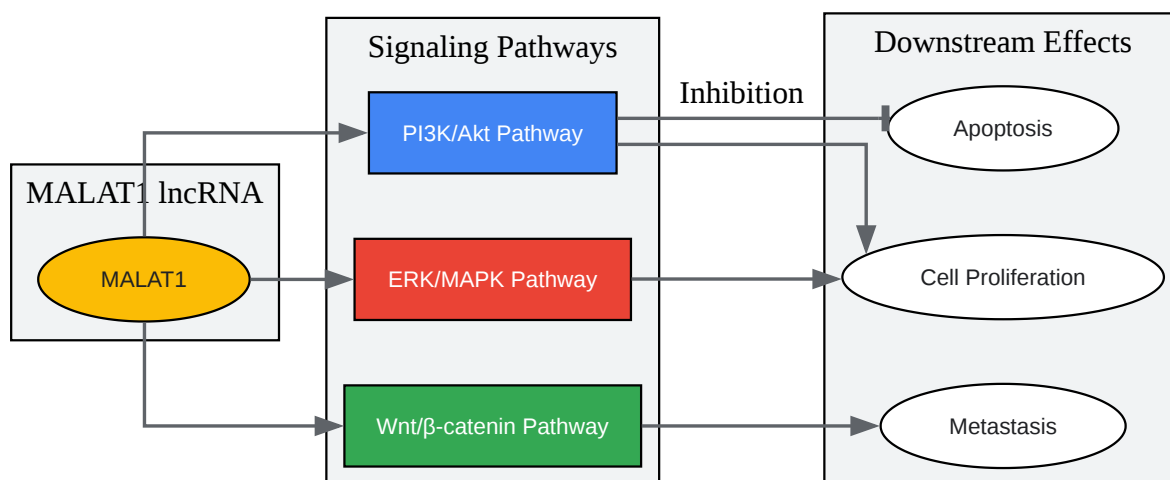 Signaling Pathways
Downstream Effects
Inhibition
PI3K/Akt Pathway
Apoptosis
MALAT1 lncRNA
MALAT1
ERK/MAPK Pathway
Cell Proliferation
Wnt/β-catenin Pathway
Metastasis